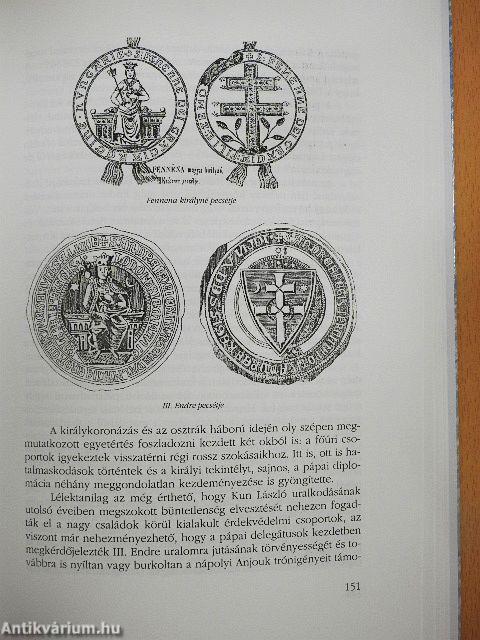 FENNENA magyar királyné
Fennena királyné pecsétje
III. Endre pecsétje
A királykoronázás és az osztrák háború idején oly szépen meg-
mutatkozott egyetértés foszladozni kezdett két okból is: a főúri cso-
portok igyekeztek visszatérni régi rossz szokásaikhoz. Itt is, ott is ha-
talmaskodások történtek és a királyi tekintélyt, sajnos, a pápai diplo-
mácia néhány meggondolatlan kezdeményezése is gyöngítette.
Lélektanilag az még érthető, hogy Kun László uralkodásának
utolsó éveiben megszokott büntetlenség elvesztését nehezen fogad-
ták el a nagy családok körül kialakult érdekvédelmi csoportok, az
viszont már nehezményezhető, hogy a pápai delegátusok kezdetben
megkérdőjelezték III. Endre uralomra jutásának törvényességét és to-
vábbra is nyíltan vagy burkoltan a nápolyi Anjouk trónigényeit támo-
151
Antikvárium.hu